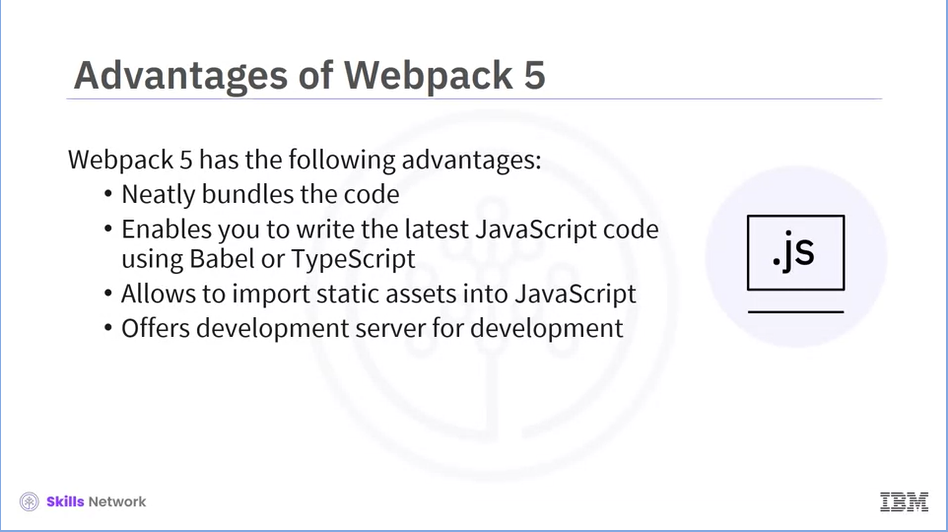 Advantages of Webpack 5
Webpack 5 has the following advantages:
• Neatly bundles the code
• Enables you to write the latest JavaScript code
using Babel or TypeScript
• Allows to import static assets into JavaScript
• Offers development server for development
.js
Skills Network
IBM